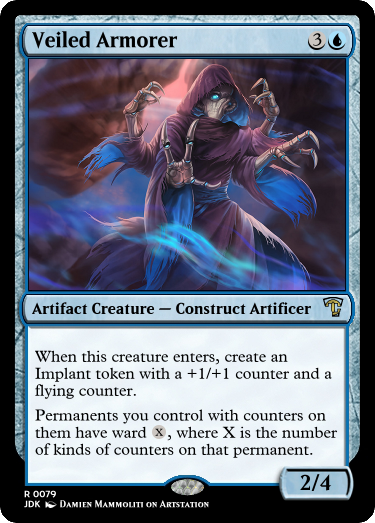 Veiled Armorer 3
Artifact Creature — Construct Artificer
When this creature enters, create an
Implant token with a +1/+1 counter and a
flying counter.
Permanents you control with counters on
them have ward X, where X is the number
of kinds of counters on that permanent.
2/4
R 0079
JDK Damien Mammoliti on Artstation